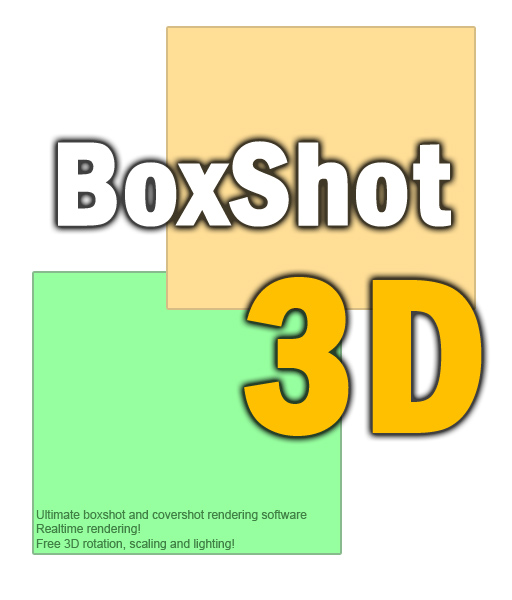 BoxShot
3D
Ultimate boxshot and covershot rendering software
Realtime rendering!
Free 3D rotation, scaling and lighting!